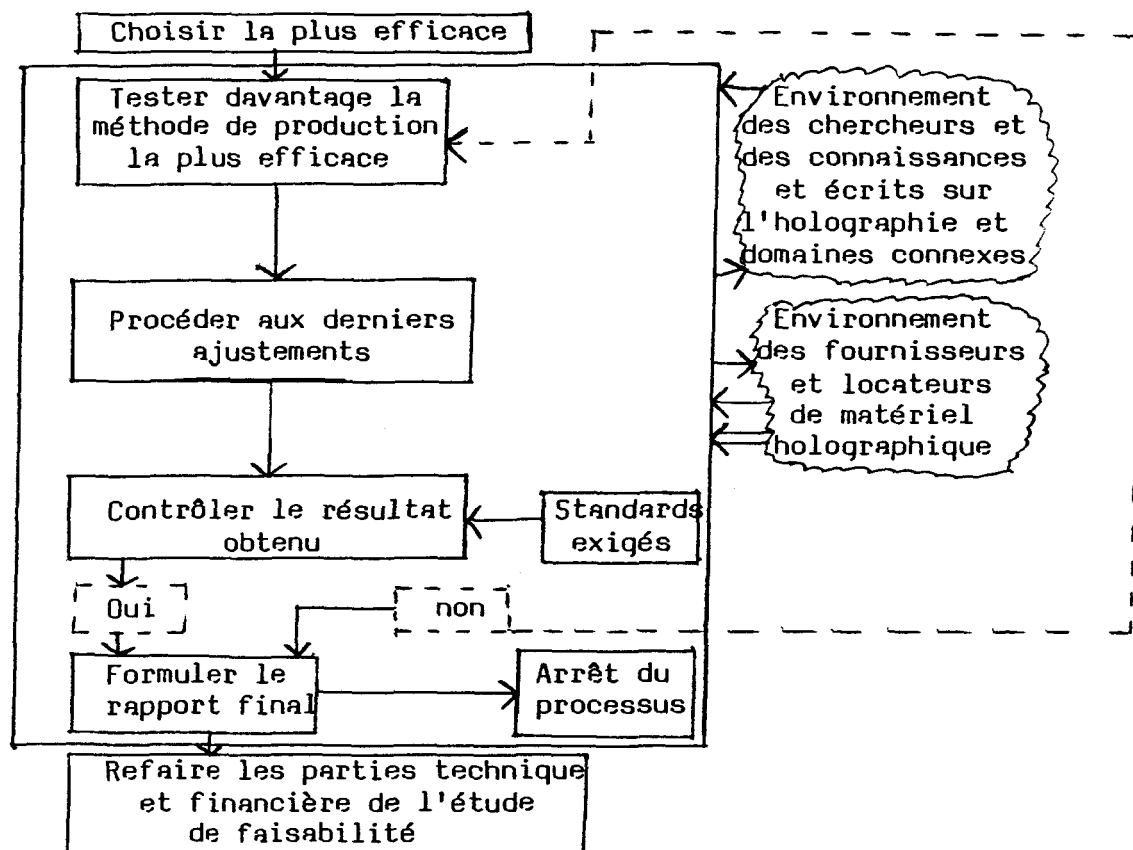 Choisir la plus efficace
Tester davantage la
méthode de production
la plus efficace
Environnement
des chercheurs et
des connaissances
et écrits sur
l'holographie et
domaines connexes
Procéder aux derniers
ajustements
Environnement
des fournisseurs
et locateurs
de matériel
holographique
Contrôler le résultat
obtenu
Standards
exigés
Oui
non
Formuler le
rapport final
Arrêt du
processus
Refaire les parties technique
et financière de l'étude
de faisabilité